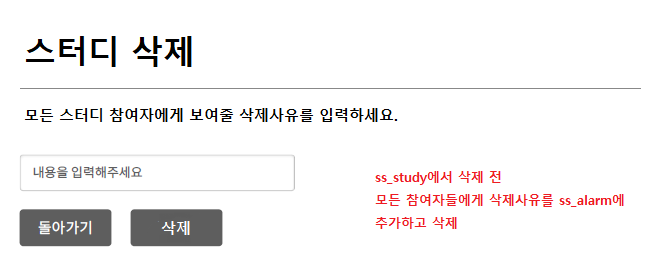 스터디 삭제
모든 스터디 참여자에게 보여줄 삭제사유를 입력하세요.
내용을 입력해주세요
돌아가기 삭제
ss_study에서 삭제 전
모든 참여자들에게 삭제사유를 ss_alarm에
추가하고 삭제